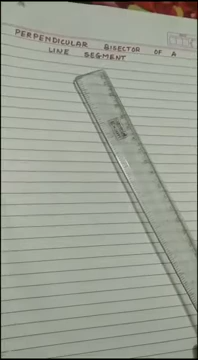 PERPENDICULAR BISECTOR OF A
LINE SEGMENT